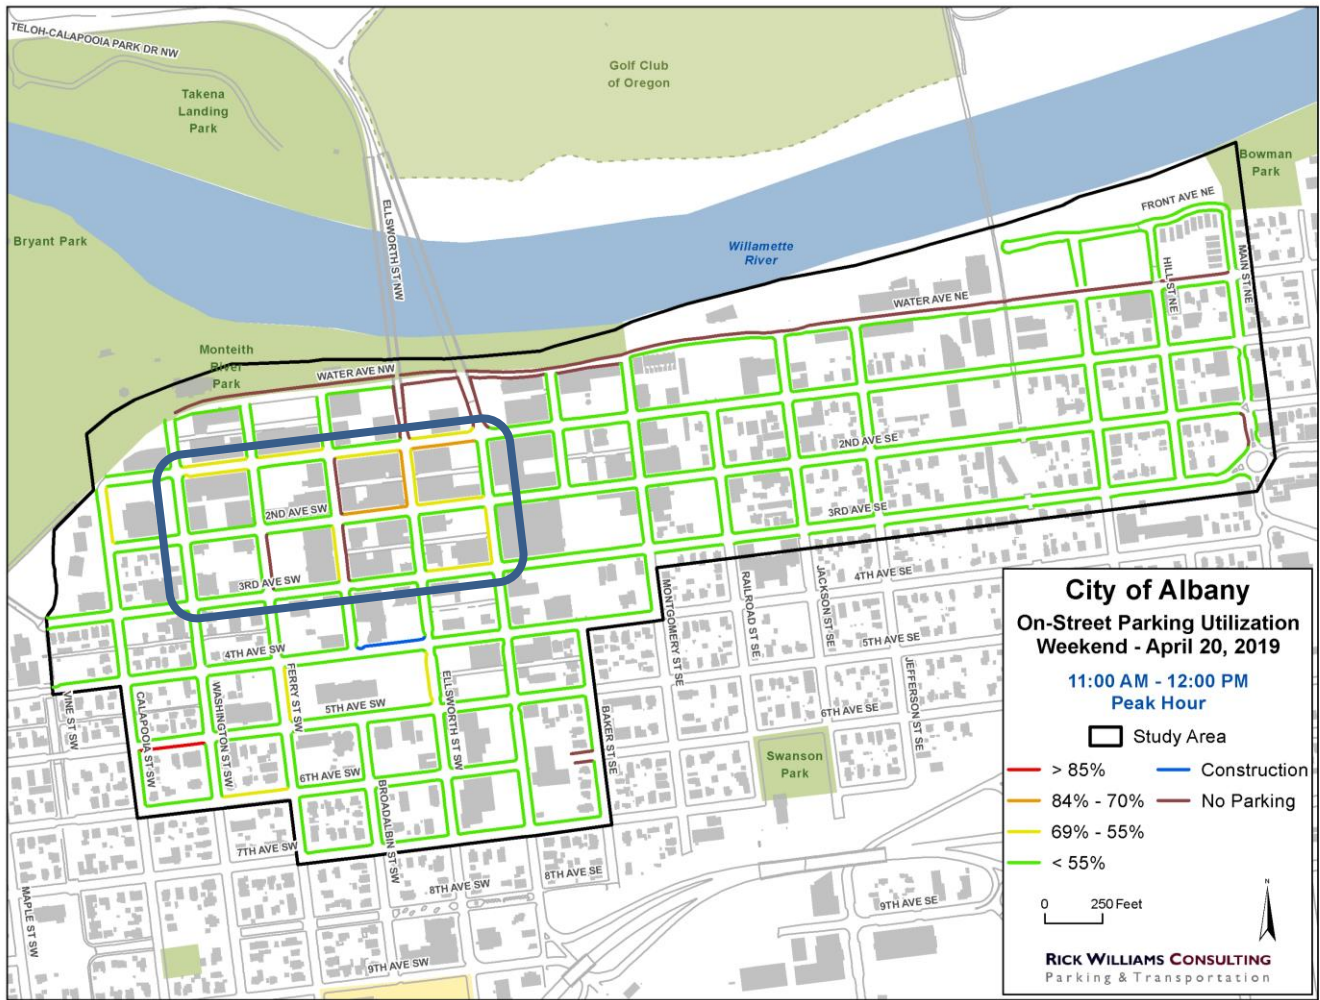 TELOH-CALAPOOIA PARK DR NW
Takena
Landing
Park
Golf Club
of Oregon
Bryant Park
ELLSWORTH ST NW
Willamette
River
Bowman
Park
FRONT AVE NE
HILL ST NE
MAIN ST NE
WATER AVE NE
Monteith
River
Park
WATER AVE NW
2ND AVE SE
2ND AVE SW
3RD AVE SE
3RD AVE SW
4TH AVE SE
4TH AVE SW
5TH AVE SE
5TH AVE SW
6TH AVE SE
6TH AVE SW
7TH AVE SW
8TH AVE SW
8TH AVE SE
9TH AVE SE
9TH AVE SW
VINE ST SW
CALAPOOIA ST SW
WASHINGTON ST SW
FERRY ST SW
BROADALBIN ST SW
ELLSWORTH ST SW
BAKER ST SE
MONTGOMERY ST SE
RAILROAD ST SE
JACKSON ST SE
JEFFERSON ST SE
MAPLE ST SW
Swanson
Park
City of Albany
On-Street Parking Utilization
Weekend - April 20, 2019
11:00 AM - 12:00 PM
Peak Hour
Study Area
> 85%
Construction
84% - 70%
No Parking
69% - 55%
< 55%
N
0 250 Feet
RICK WILLIAMS CONSULTING
Parking & Transportation